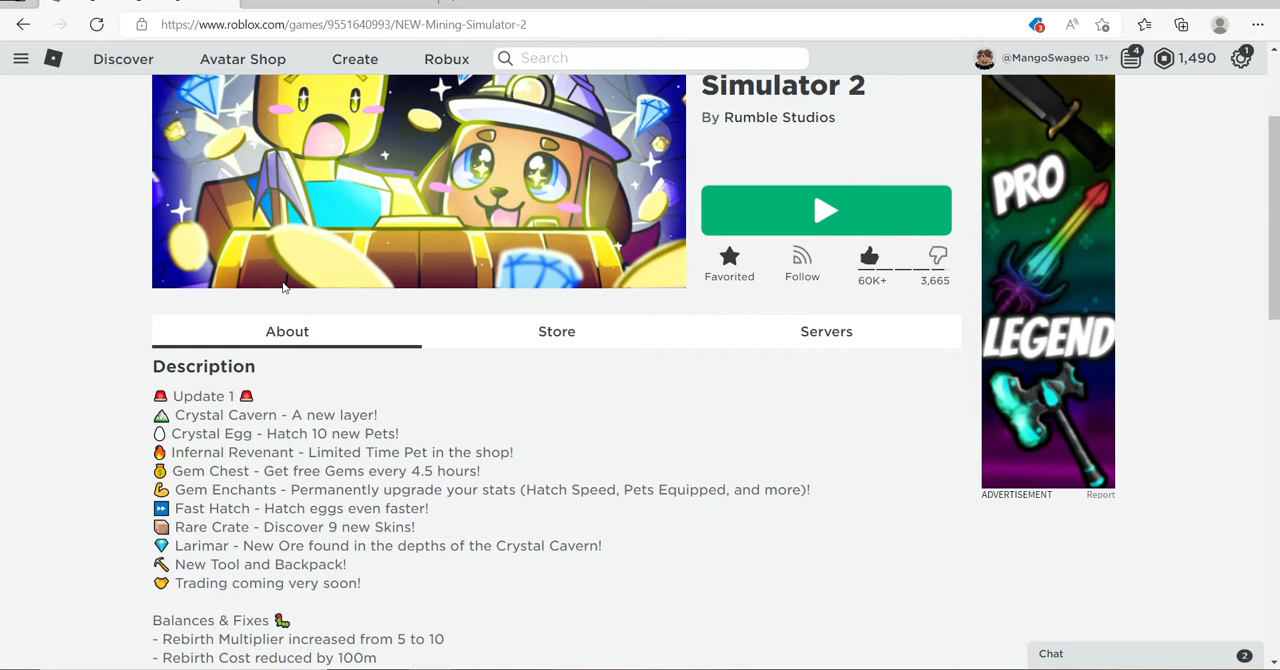 https://www.roblox.com/games/9551640993/NEW-Mining-Simulator-2
3
Discover
Avatar Shop
Create
Robux
Search
@MangoSwageo 13+
4
1,490
1
Simulator 2
By Rumble Studios
Favorited
Follow
60K+
3,665
PRO
LEGEND
ADVERTISEMENT
Report
About
Store
Servers
Description
🚨 Update 1 🚨
Crystal Cavern - A new layer!
Crystal Egg - Hatch 10 new Pets!
🔥 Infernal Revenant - Limited Time Pet in the shop!
💰 Gem Chest - Get free Gems every 4.5 hours!
💪 Gem Enchants - Permanently upgrade your stats (Hatch Speed, Pets Equipped, and more)!
⏩ Fast Hatch - Hatch eggs even faster!
Rare Crate - Discover 9 new Skins!
💎 Larimar - New Ore found in the depths of the Crystal Cavern!
⛏ New Tool and Backpack!
Trading coming very soon!
Balances & Fixes 🐛
- Rebirth Multiplier increased from 5 to 10
- Rebirth Cost reduced by 100m
Chat
2